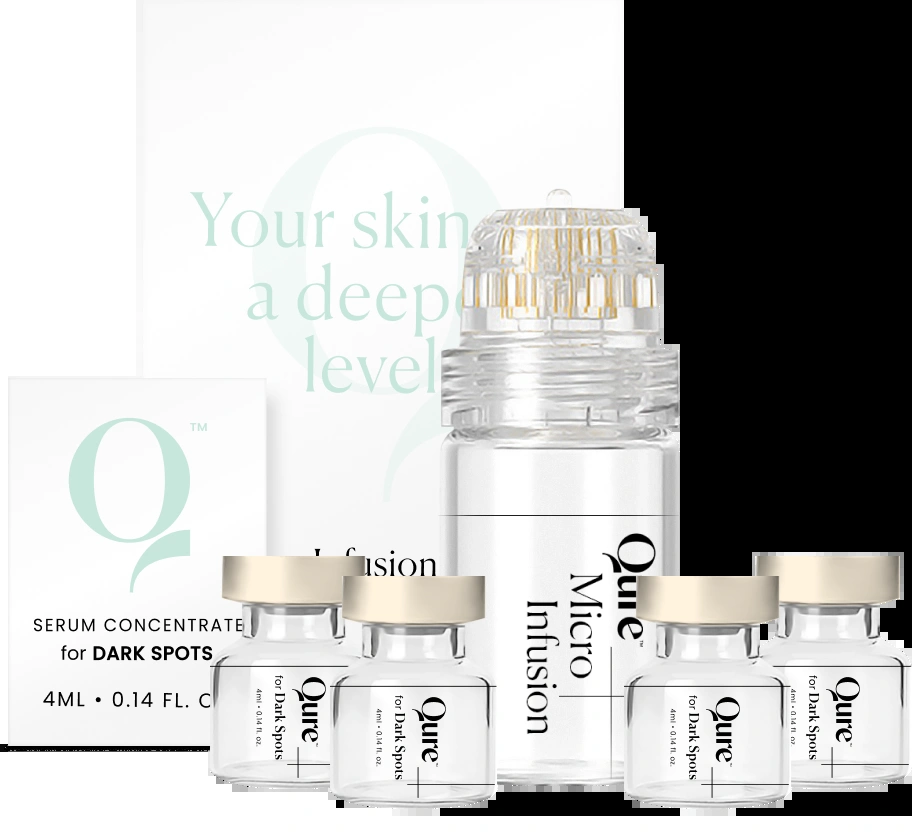 Your skin
a deepe
level
Q™
SERUM CONCENTRATE
for DARK SPOTS
4ML • 0.14 FL. O
Infusion
Qure™
Micro
Infusion
Qure™
for Dark Spots
4ml • 0.14 fl. oz.
Qure™
for Dark Spots
4ml • 0.14 fl. oz.
Qure™
for Dark Spots
4ml • 0.14 fl. oz.
Qure™
for Dark Spots
4ml • 0.14 fl. oz.